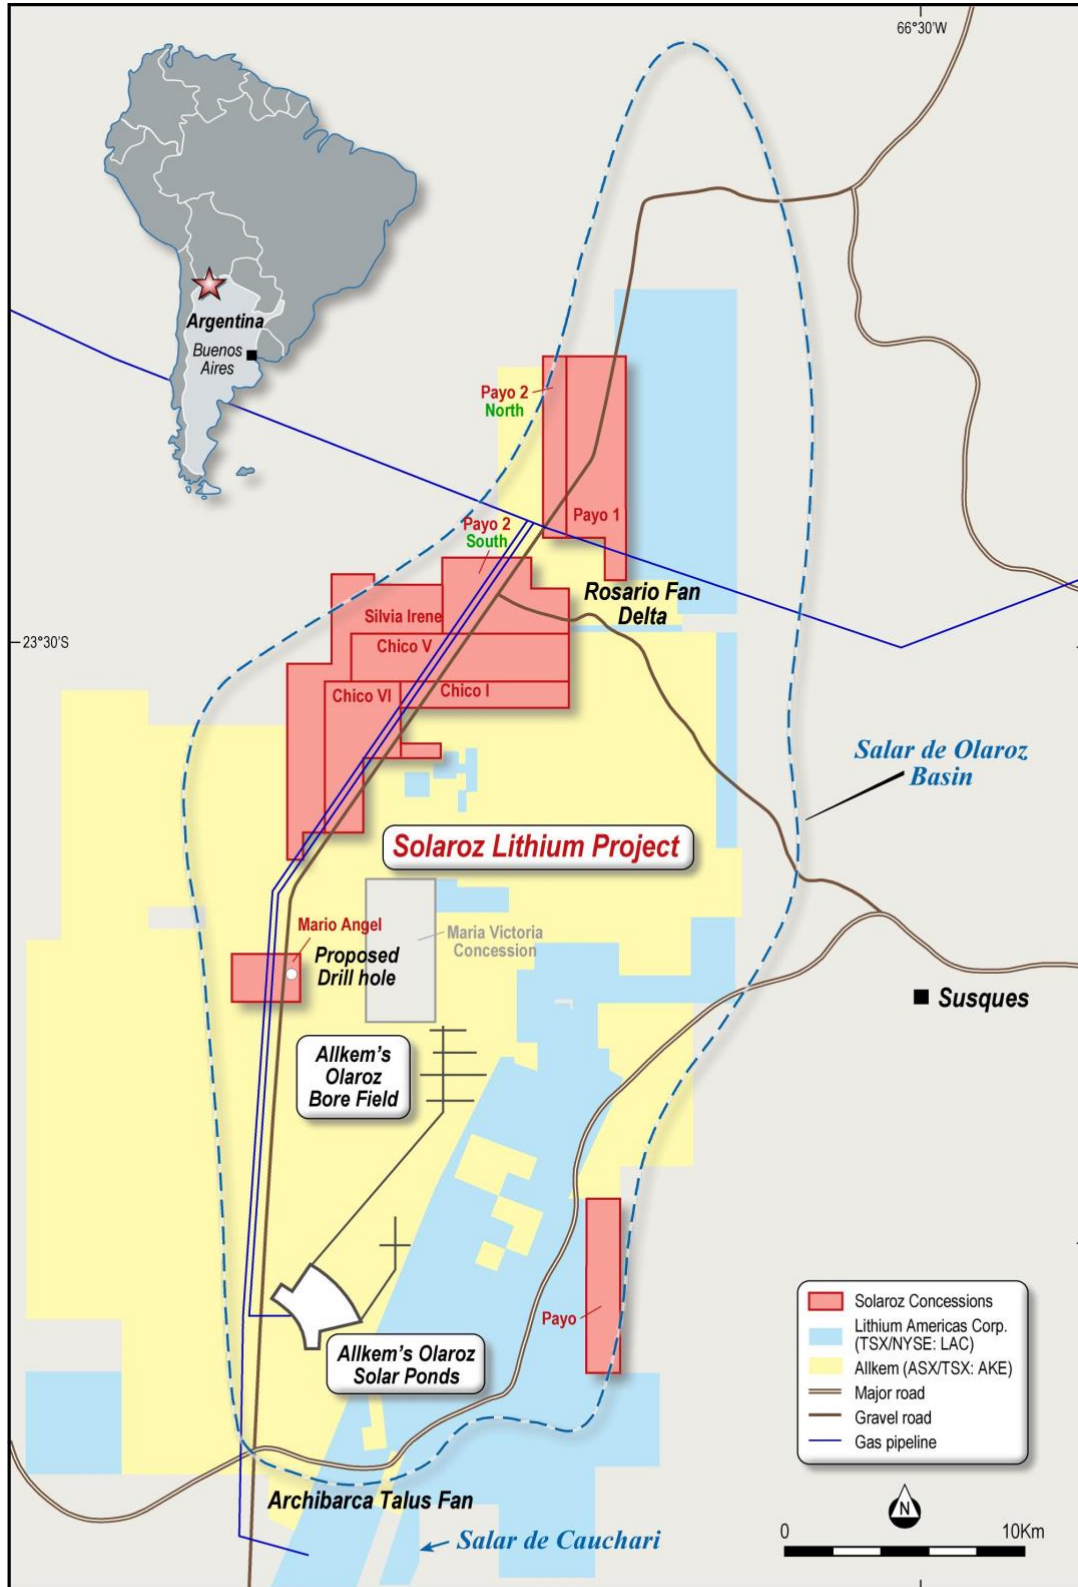 66°30'W
Argentina
Buenos
Aires
Payo 2
North
Payo 1
Payo 2
South
Rosario Fan
Delta
Silvia Irene
23°30'S
Chico V
Chico VI
Chico I
Salar de Olaroz
Basin
Solaroz Lithium Project
Mario Angel
Proposed
Drill hole
Maria Victoria
Concession
Susques
Allkem's
Olaroz
Bore Field
Payo
Allkem's Olaroz
Solar Ponds
Solaroz Concessions
Lithium Americas Corp.
(TSX/NYSE: LAC)
Allkem (ASX/TSX: AKE)
Major road
Gravel road
Gas pipeline
Archibarca Talus Fan
Salar de Cauchari
N
0 10Km